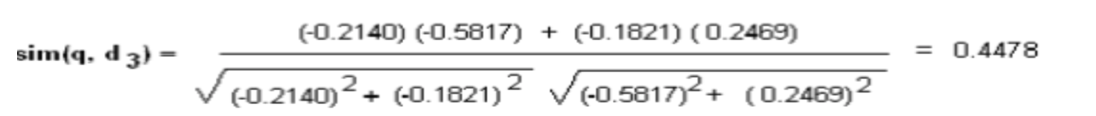 (-0.2140) (-0.5817) + (-0.1821) (0.2469)
sim(q, d 3) = = 0.4478
√(-0.2140)2 + (-0.1821)2 √(-0.5817)2 + (0.2469)2